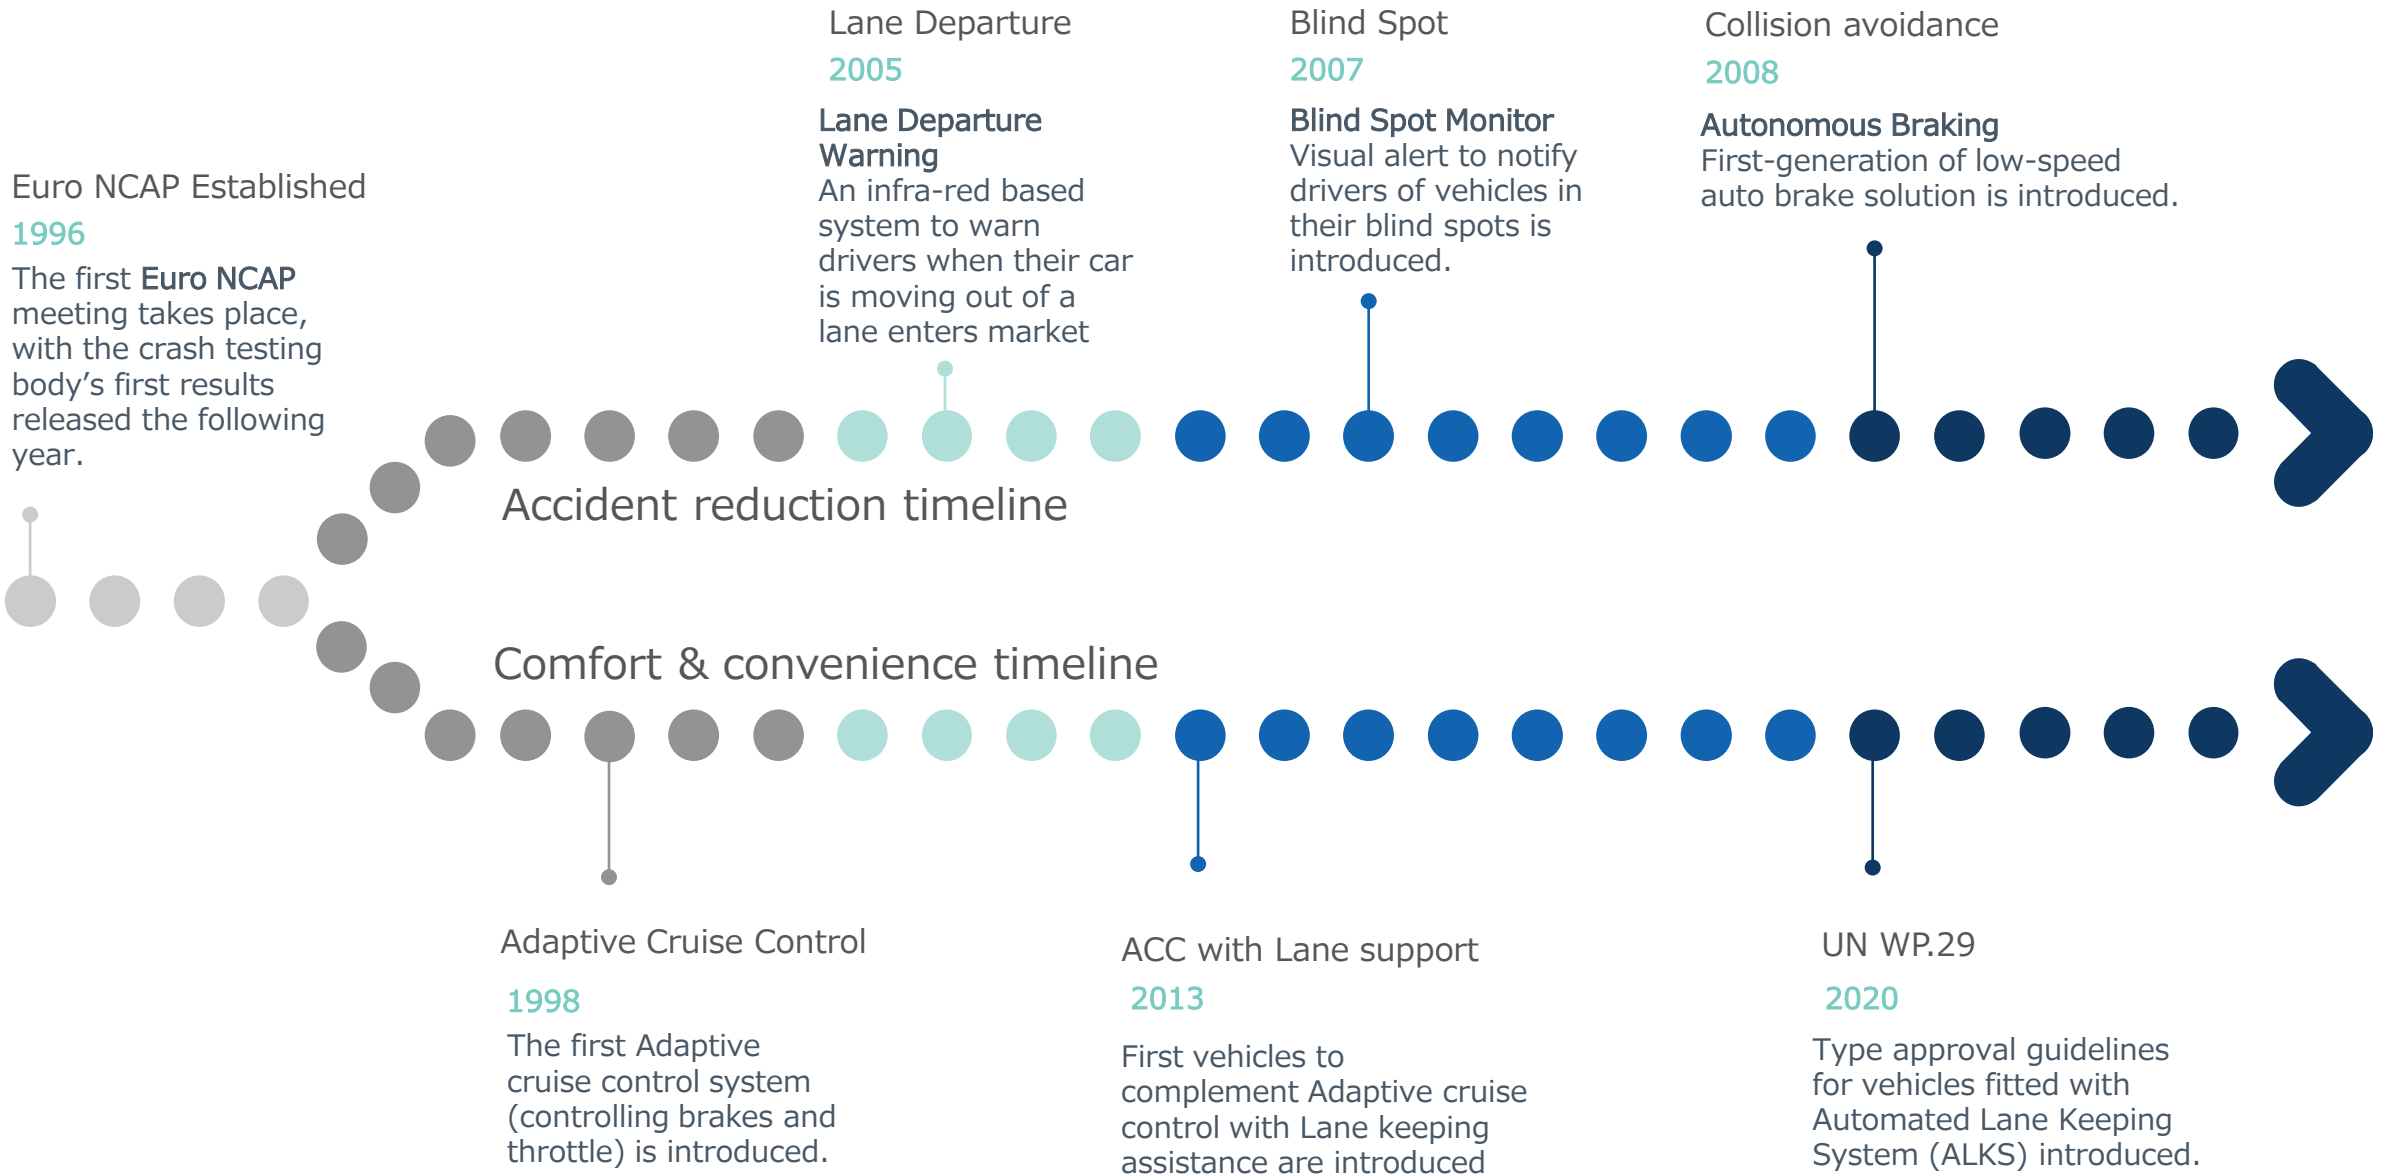 Euro NCAP Established
1996
The first Euro NCAP
meeting takes place,
with the crash testing
body’s first results
released the following
year.
Lane Departure
2005
Lane Departure
Warning
An infra-red based
system to warn
drivers when their car
is moving out of a
lane enters market
Blind Spot
2007
Blind Spot Monitor
Visual alert to notify
drivers of vehicles in
their blind spots is
introduced.
Collision avoidance
2008
Autonomous Braking
First-generation of low-speed
auto brake solution is introduced.
Accident reduction timeline
Comfort & convenience timeline
Adaptive Cruise Control
1998
The first Adaptive
cruise control system
(controlling brakes and
throttle) is introduced.
ACC with Lane support
2013
First vehicles to
complement Adaptive cruise
control with Lane keeping
assistance are introduced
UN WP.29
2020
Type approval guidelines
for vehicles fitted with
Automated Lane Keeping
System (ALKS) introduced.